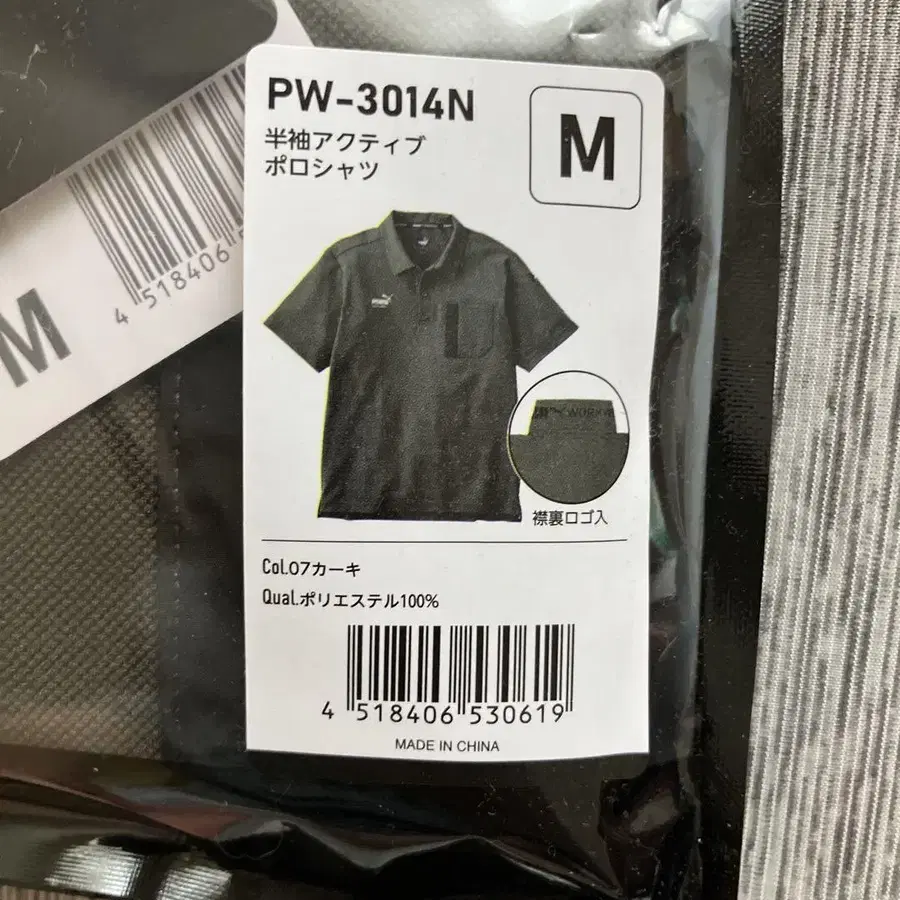 PW-3014N
M
半袖アクティブ
ポロシャツ
WORK
襟裏ロゴ入
Col.07カーキ
Qual.ポリエステル100%
4 518406 530619
MADE IN CHINA
4 518406
M